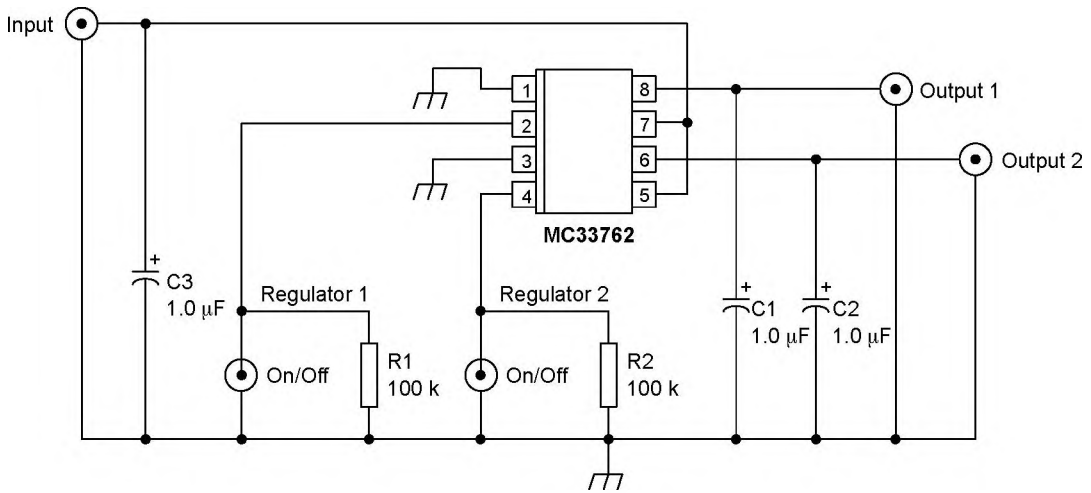 Input
Output 1
Output 2
1
2
3
4
8
7
6
5
MC33762
C3
1.0 μF
+
Regulator 1
On/Off
R1
100 k
Regulator 2
On/Off
R2
100 k
+
C1
1.0 μF
+
C2
1.0 μF